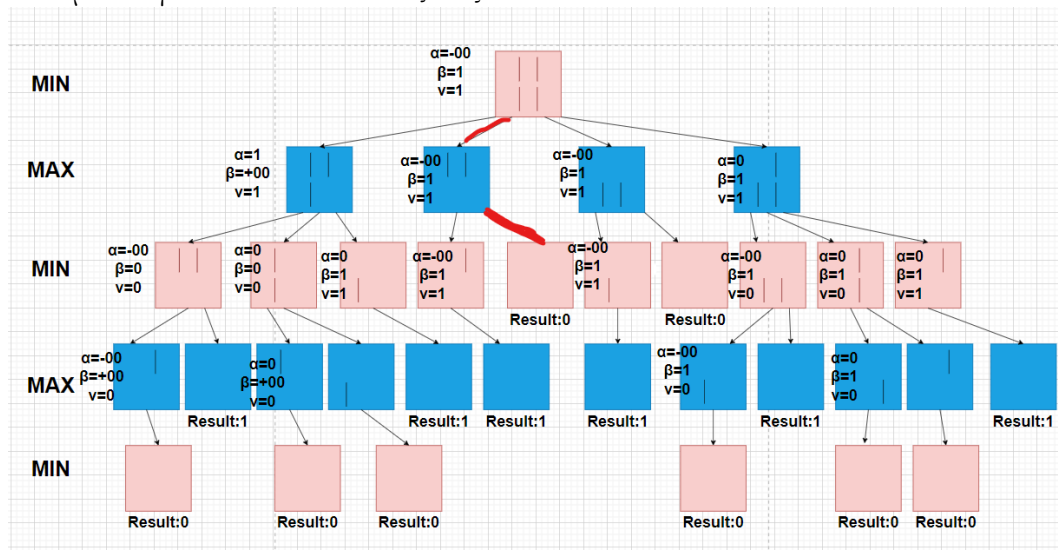 α=-00
β=1
v=1
MIN
α=1
β=+00
v=1
α=-00
β=1
v=1
α=-00
β=1
v=1
α=0
β=1
v=1
MAX
α=-00
β=0
v=0
α=0
β=0
v=0
α=0
β=1
v=1
α=-00
β=1
v=1
α=-00
β=1
v=1
α=-00
β=1
v=0
α=0
β=1
v=0
α=0
β=1
v=1
MIN
Result:0
Result:0
α=-00
β=+00
v=0
α=0
β=+00
v=0
α=-00
β=1
v=0
α=0
β=1
v=0
MAX
Result:1
Result:1
Result:1
Result:1
Result:1
Result:1
MIN
Result:0
Result:0
Result:0
Result:0
Result:0
Result:0